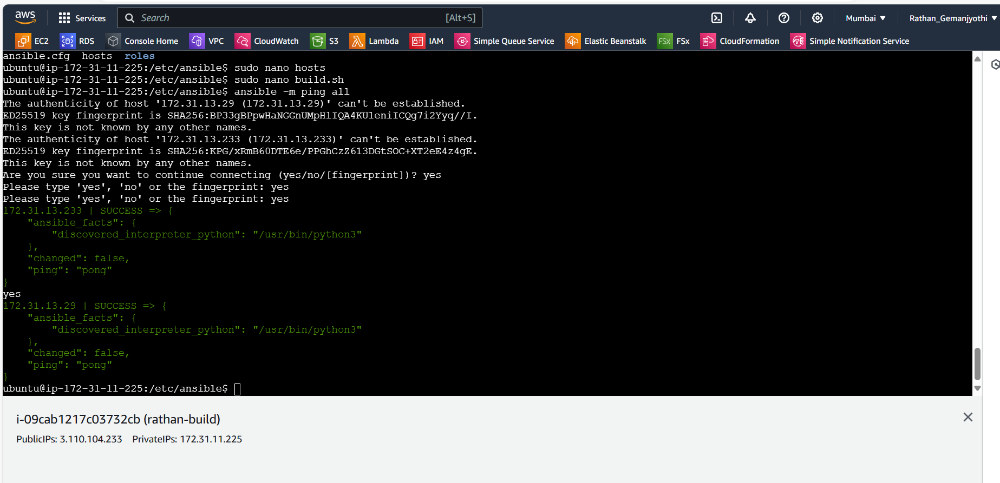 aws Services Search [Alt+S] Mumbai Rathan_Gemanjyothi
EC2 RDS Console Home VPC CloudWatch S3 Lambda IAM Simple Queue Service Elastic Beanstalk FSx FSx CloudFormation Simple Notification Service
ansible.cfg hosts roles
ubuntu@ip-172-31-11-225:/etc/ansible$ sudo nano hosts
ubuntu@ip-172-31-11-225:/etc/ansible$ sudo nano build.sh
ubuntu@ip-172-31-11-225:/etc/ansible$ ansible -m ping all
The authenticity of host '172.31.13.29 (172.31.13.29)' can't be established.
ED25519 key fingerprint is SHA256:BP33gBPpwHaNGGnUMpHlIQA4KU1eniICQg7i2Yyq//I.
This key is not known by any other names.
The authenticity of host '172.31.13.233 (172.31.13.233)' can't be established.
ED25519 key fingerprint is SHA256:KPG/xRmB60DTE6e/PPGhCzZ613DGtSOC+XT2eE4z4gE.
This key is not known by any other names.
Are you sure you want to continue connecting (yes/no/[fingerprint])? yes
Please type 'yes', 'no' or the fingerprint: yes
Please type 'yes', 'no' or the fingerprint: yes
172.31.13.233 | SUCCESS => {
    "ansible_facts": {
        "discovered_interpreter_python": "/usr/bin/python3"
    },
    "changed": false,
    "ping": "pong"
}
yes
172.31.13.29 | SUCCESS => {
    "ansible_facts": {
        "discovered_interpreter_python": "/usr/bin/python3"
    },
    "changed": false,
    "ping": "pong"
}
ubuntu@ip-172-31-11-225:/etc/ansible$
i-09cab1217c03732cb (rathan-build)
PublicIPs: 3.110.104.233 PrivateIPs: 172.31.11.225